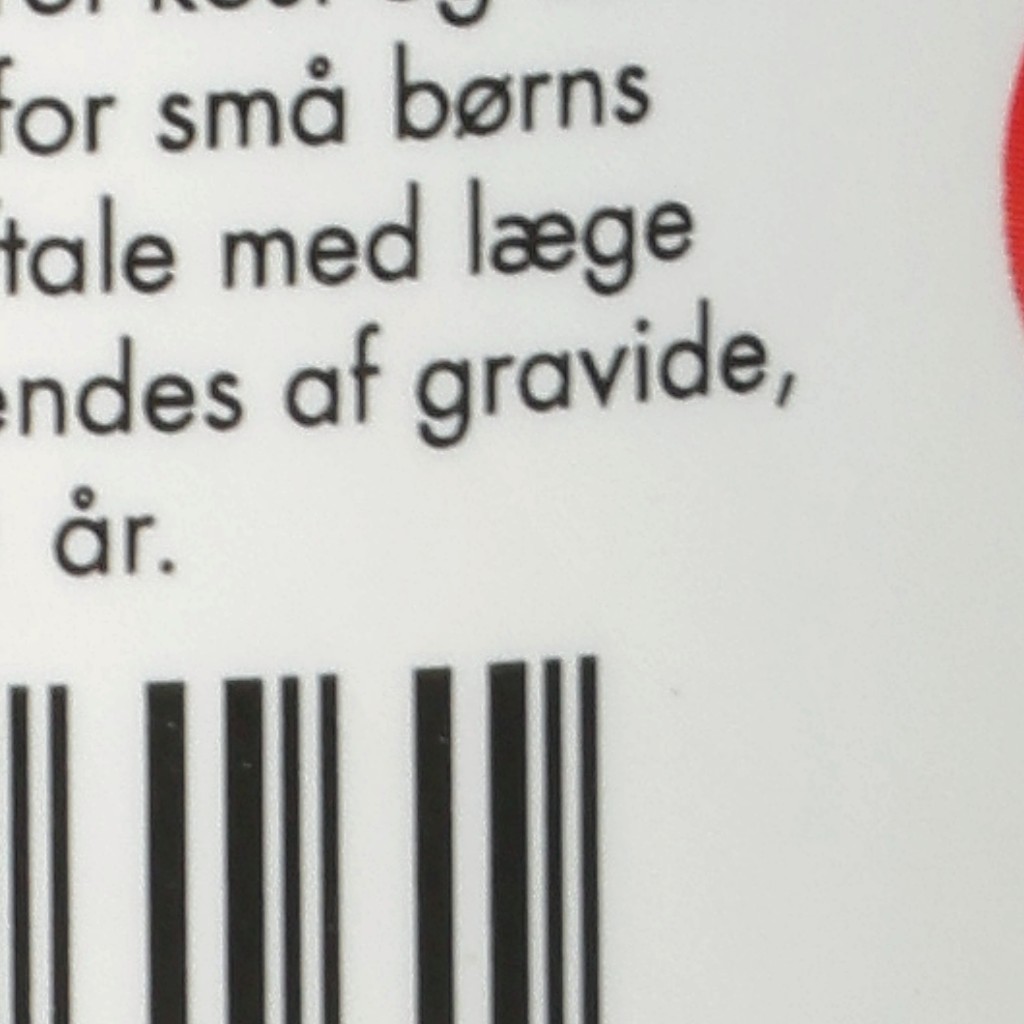 for små børns
tale med læge
endes af gravide,
år.